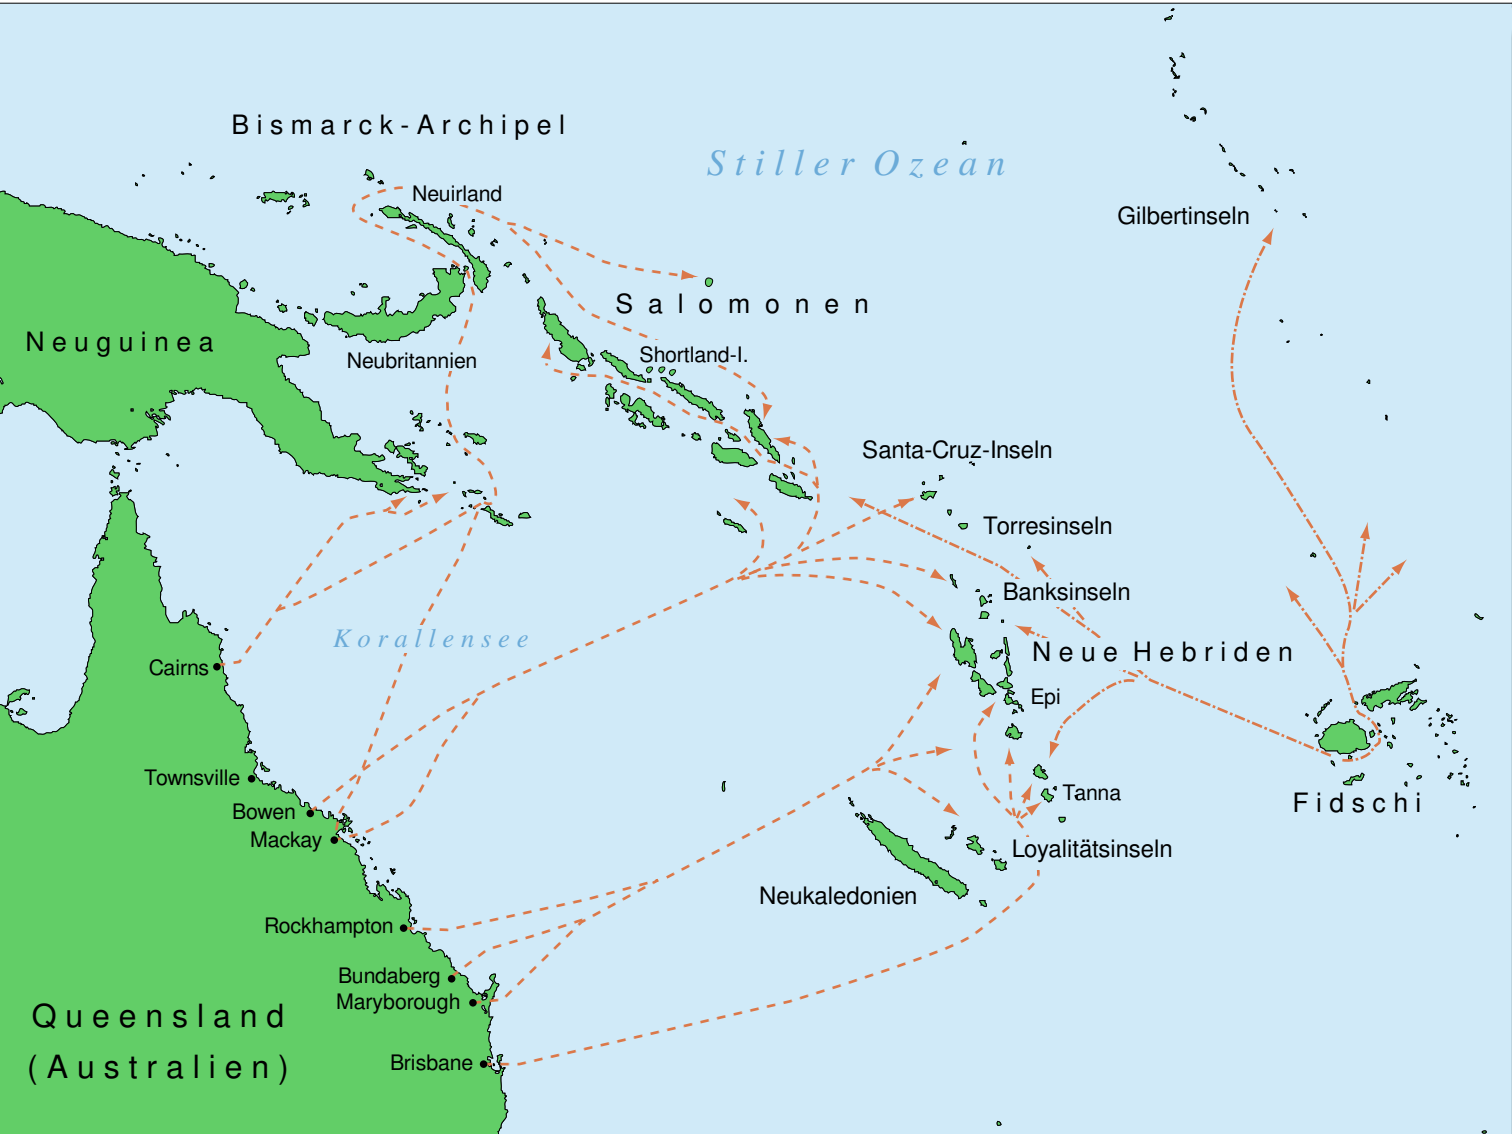 Bismarck-Archipel
Stiller Ozean
Neuirland
Gilbertinseln
Salomonen
Neuguinea
Neubritannien
Shortland-I.
Santa-Cruz-Inseln
Torresinseln
Banksinseln
Korallensee
Neue Hebriden
Cairns
Epi
Townsville
Tanna
Fidschi
Bowen
Mackay
Loyalitätsinseln
Neukaledonien
Rockhampton
Bundaberg
Maryborough
Queensland
(Australien)
Brisbane